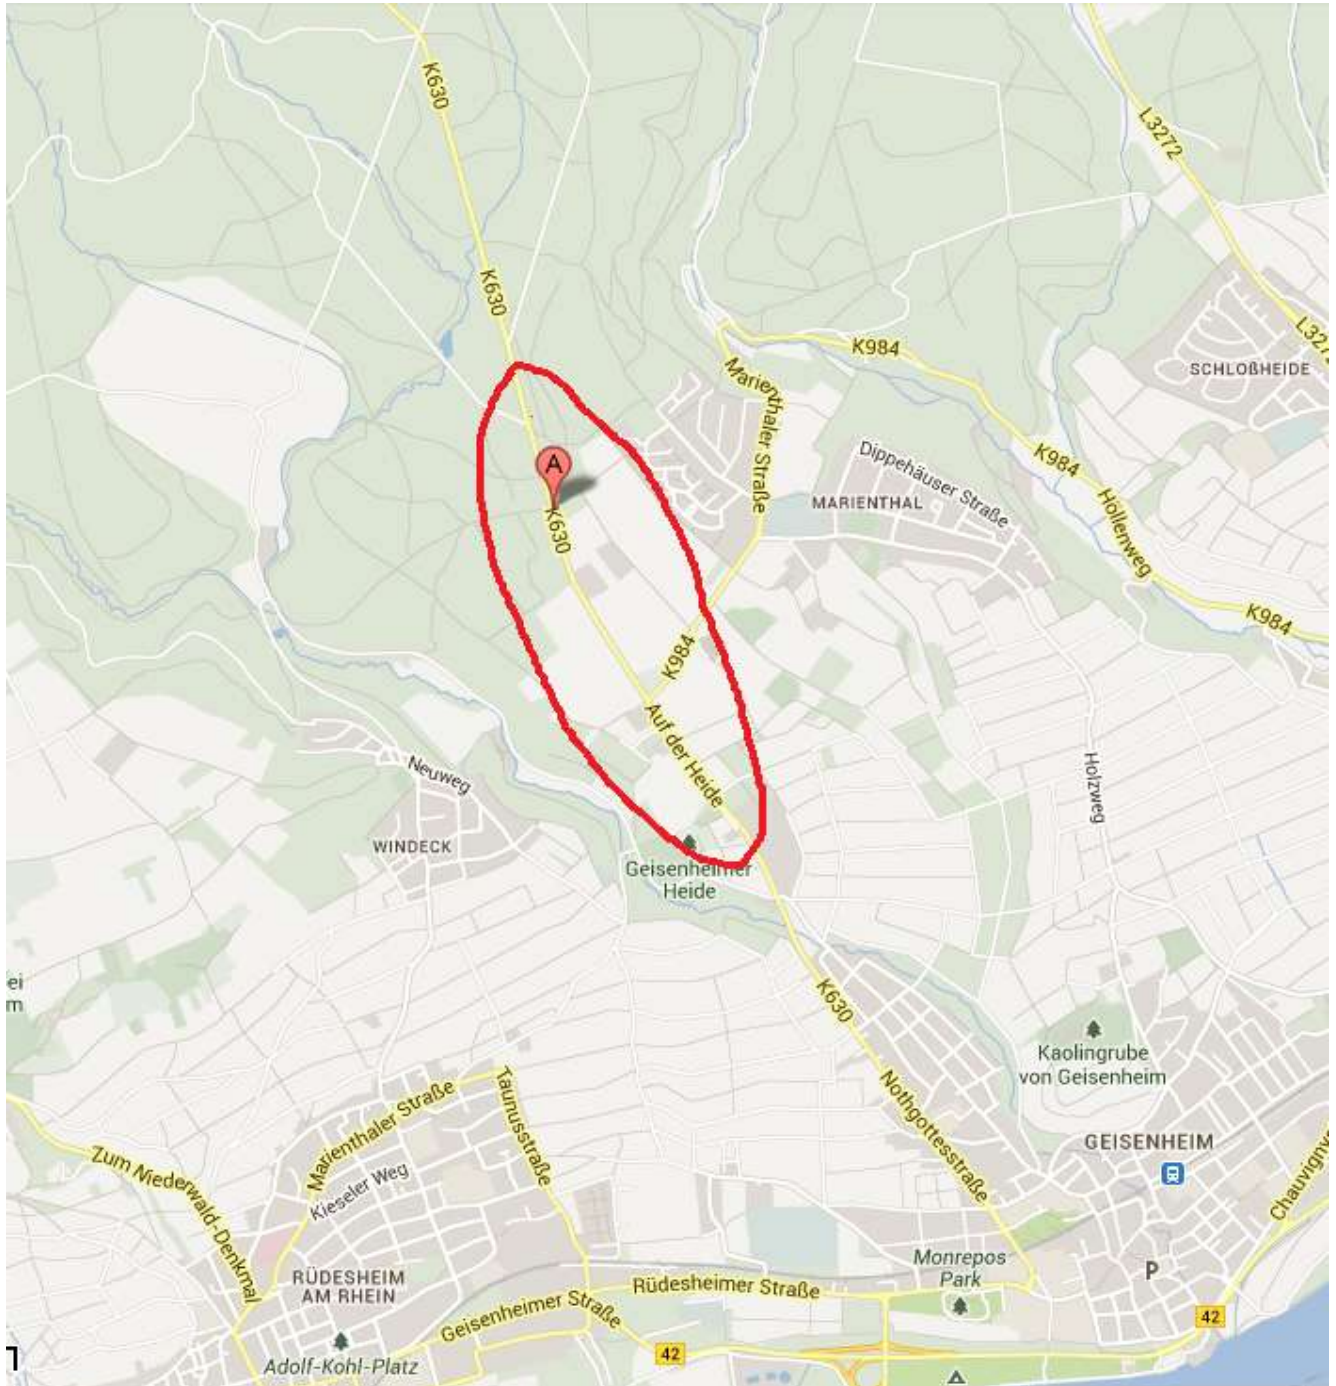 K630
L3272
K630
K984
L3272
SCHLOßHEIDE
Marienthaler Straße
A
K630
Dippehäuser Straße
MARIENTHAL
K984
Höllenweg
K984
K984
Auf der Heide
Neuweg
Holzweg
WINDECK
Geisenheimer
Heide
ei
m
K630
Kaolingrube
von Geisenheim
Taunusstraße
Nothgottesstraße
Marienthaler Straße
GEISENHEIM
Zum Niederwald-Denkmal
Kieseler Weg
Chauvigny
Monrepos
Park
P
RÜDESHEIM
AM RHEIN
Rüdesheimer Straße
Geisenheimer Straße
42
42
Adolf-Kohl-Platz